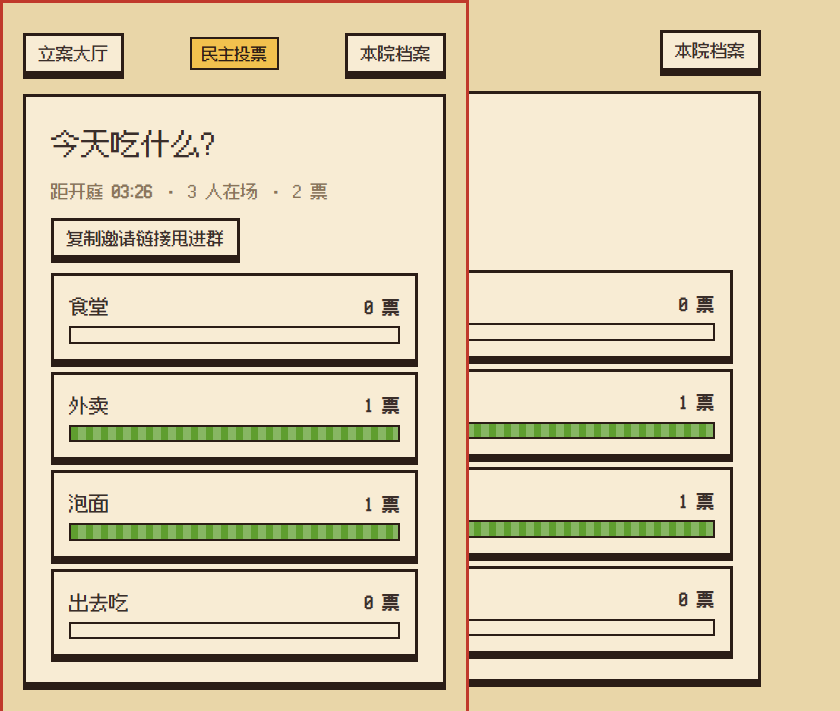 立案大厅 民主投票 本院档案 本院档案
今天吃什么?
距开庭 03:26 · 3 人在场 · 2 票
复制邀请链接甩进群
食堂 0 票 0 票
外卖 1 票 1 票
泡面 1 票 1 票
出去吃 0 票 0 票